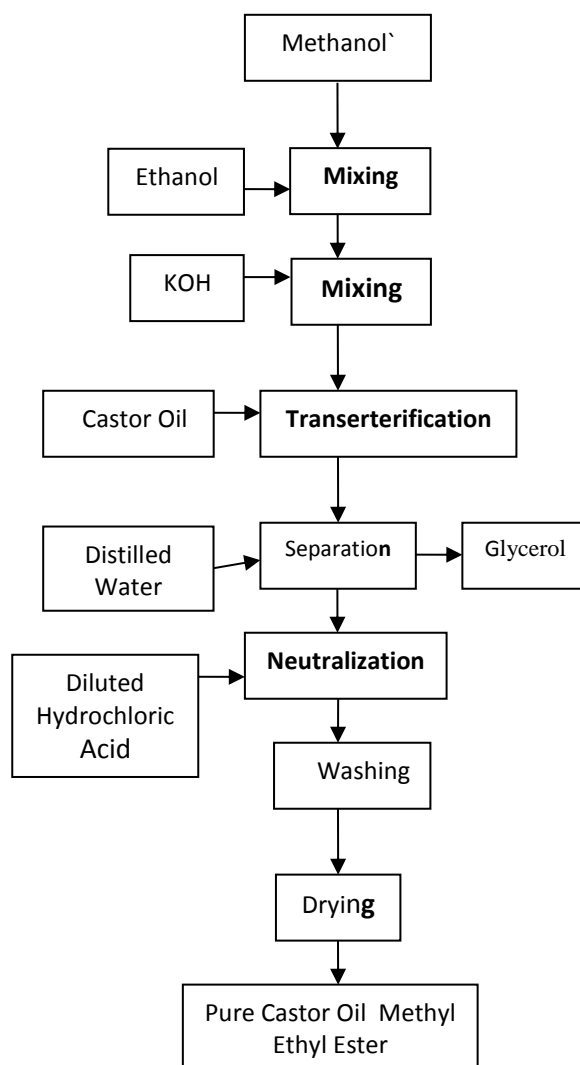 Methanol`
Ethanol
Mixing
KOH
Mixing
Castor Oil
Transerterification
Distilled
Water
Separation
Glycerol
Neutralization
Diluted
Hydrochloric
Acid
Washing
Drying
Pure Castor Oil Methyl
Ethyl Ester